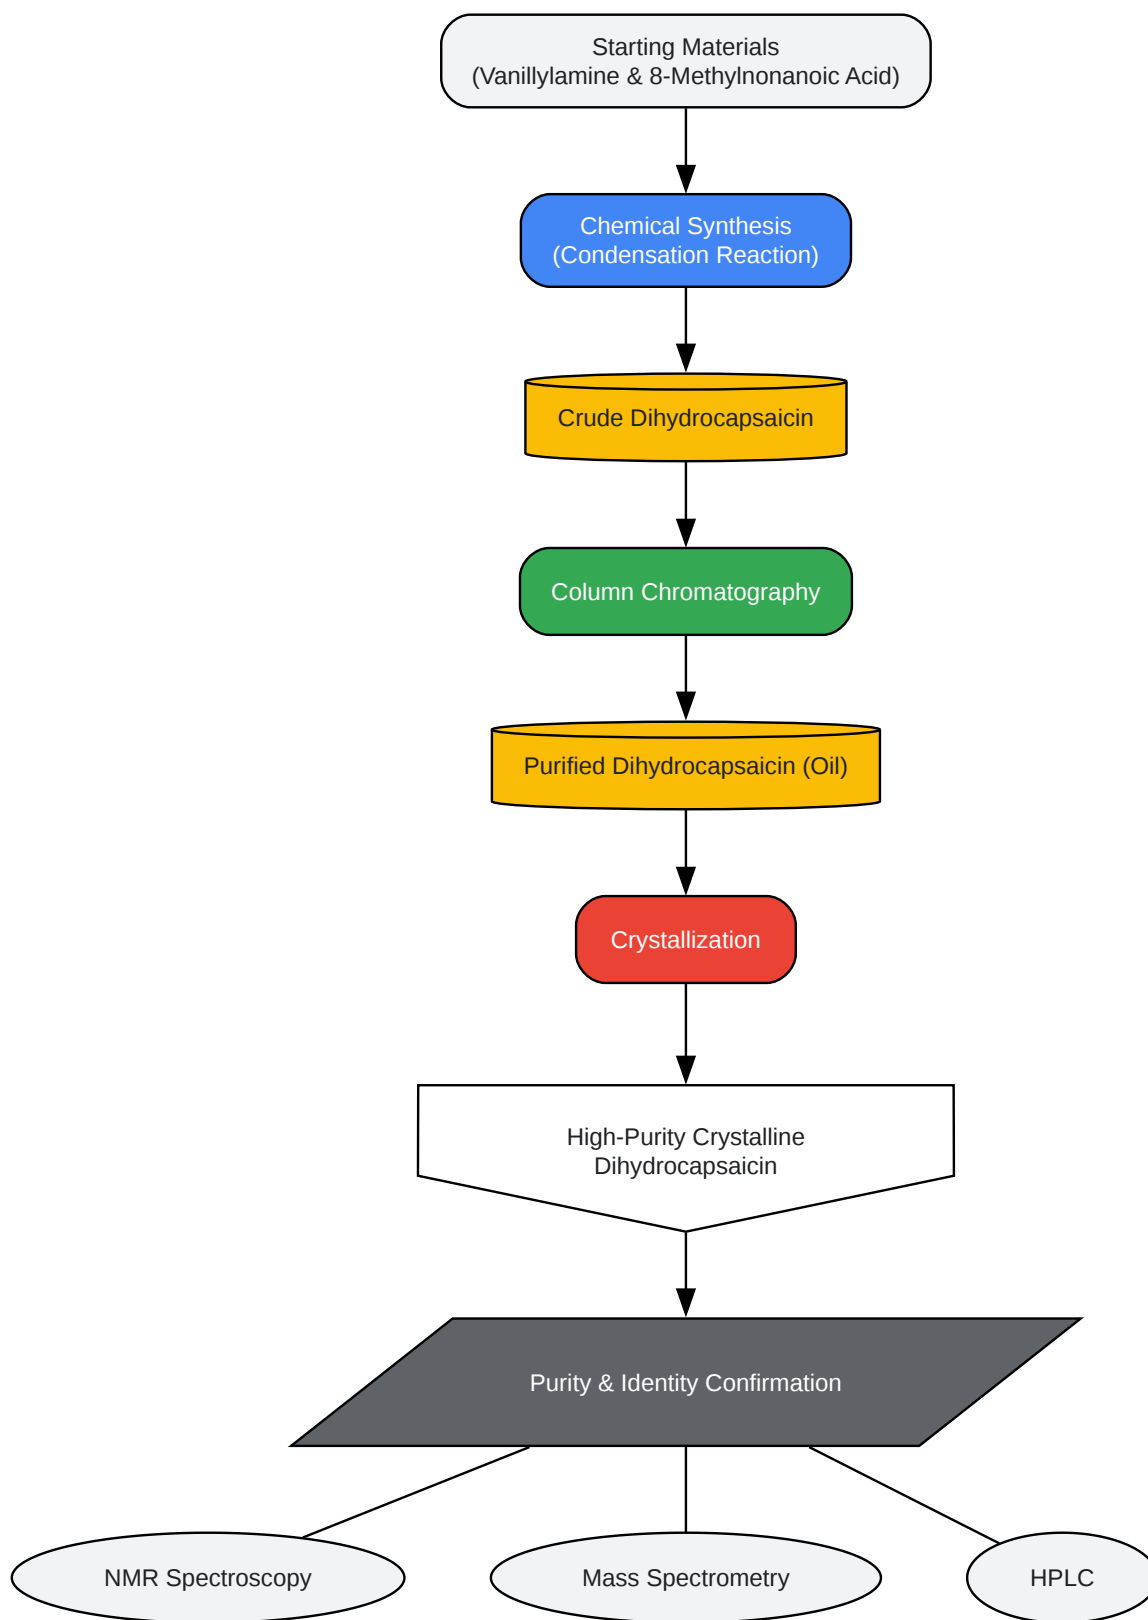 Starting Materials
(Vanillylamine & 8-Methylnonanoic Acid)
Chemical Synthesis
(Condensation Reaction)
Crude Dihydrocapsaicin
Column Chromatography
Purified Dihydrocapsaicin (Oil)
Crystallization
High-Purity Crystalline
Dihydrocapsaicin
Purity & Identity Confirmation
NMR Spectroscopy
Mass Spectrometry
HPLC